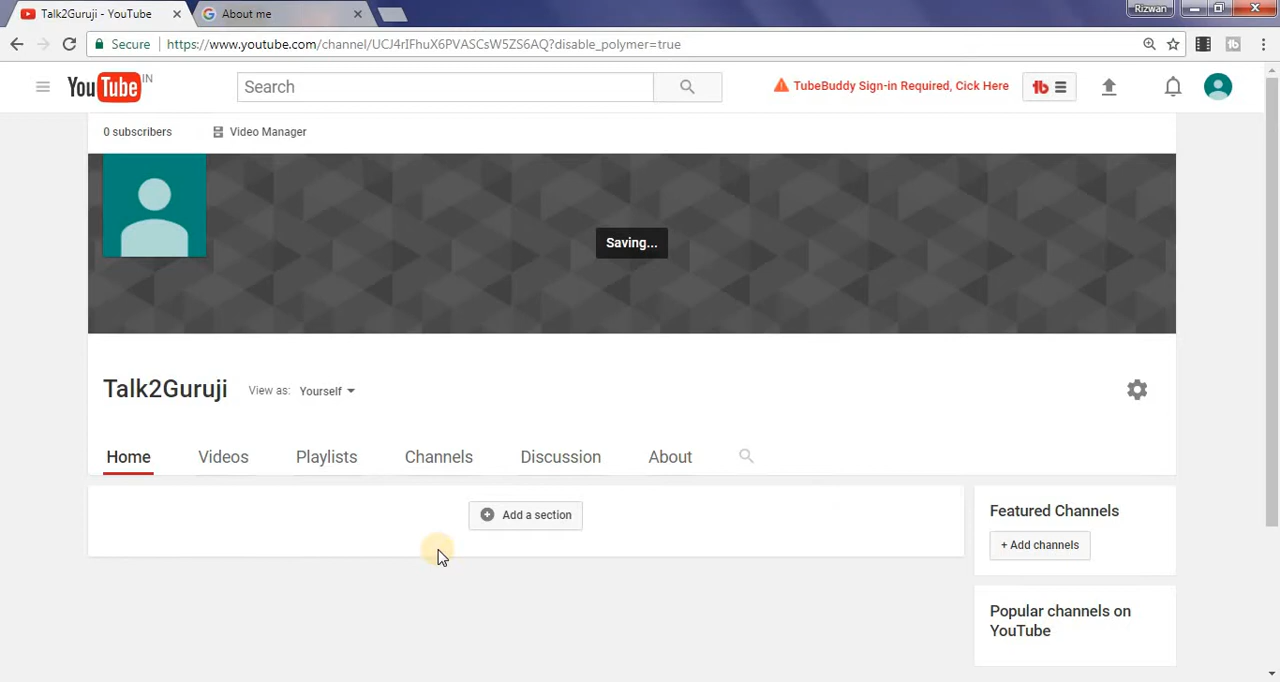 Talk2Guruji - YouTube
About me
Rizwan
Secure
https://www.youtube.com/channel/UCJ4rIFhuX6PVASCsW5ZS6AQ?disable_polymer=true
YouTube IN
Search
TubeBuddy Sign-in Required, Click Here
tb
0 subscribers
Video Manager
Saving...
Talk2Guruji
View as:
Yourself
Home
Videos
Playlists
Channels
Discussion
About
Add a section
Featured Channels
+ Add channels
Popular channels on
YouTube